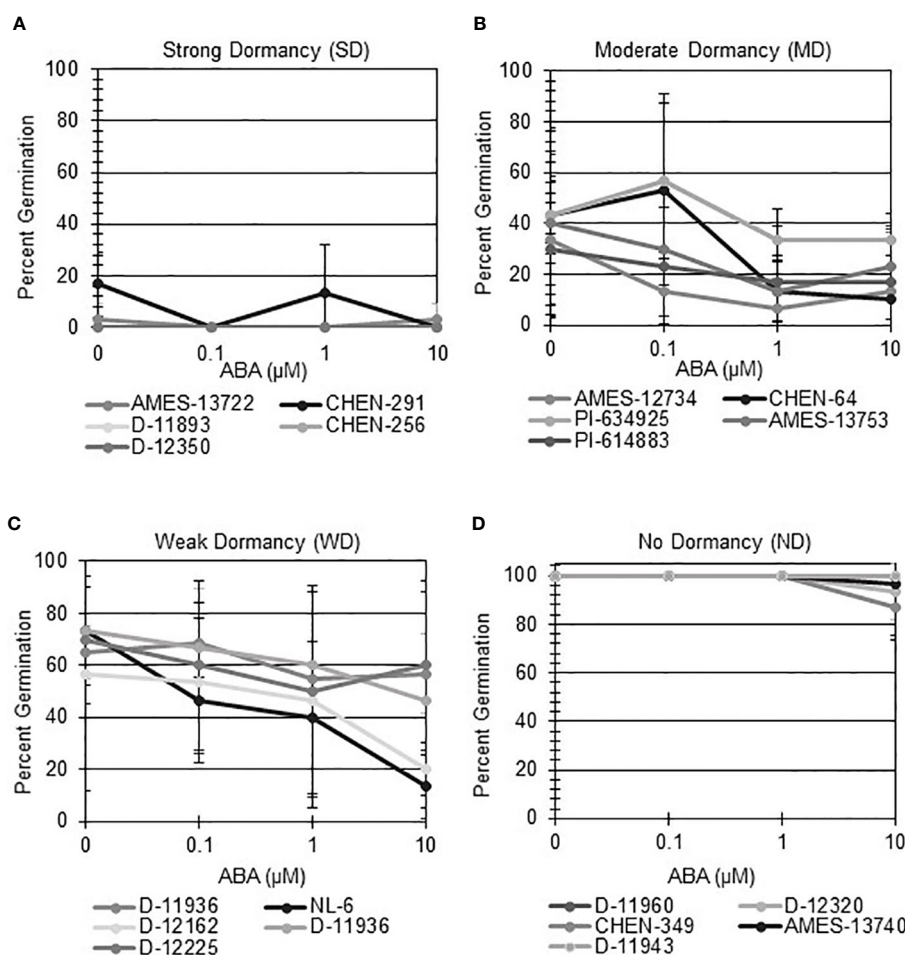 A
Strong Dormancy (SD)
100
80
60
40
20
0
Percent Germination
0 0.1 1 10
ABA (µM)
AMES-13722 CHEN-291
D-11893 CHEN-256
D-12350
B
Moderate Dormancy (MD)
100
80
60
40
20
0
Percent Germination
0 0.1 1 10
ABA (µM)
AMES-12734 CHEN-64
PI-634925 AMES-13753
PI-614883
C
Weak Dormancy (WD)
100
80
60
40
20
0
Percent Germination
0 0.1 1 10
ABA (µM)
D-11936 NL-6
D-12162 D-11936
D-12225
D
No Dormancy (ND)
100
80
60
40
20
0
Percent Germination
0 0.1 1 10
ABA (µM)
D-11960 D-12320
CHEN-349 AMES-13740
D-11943